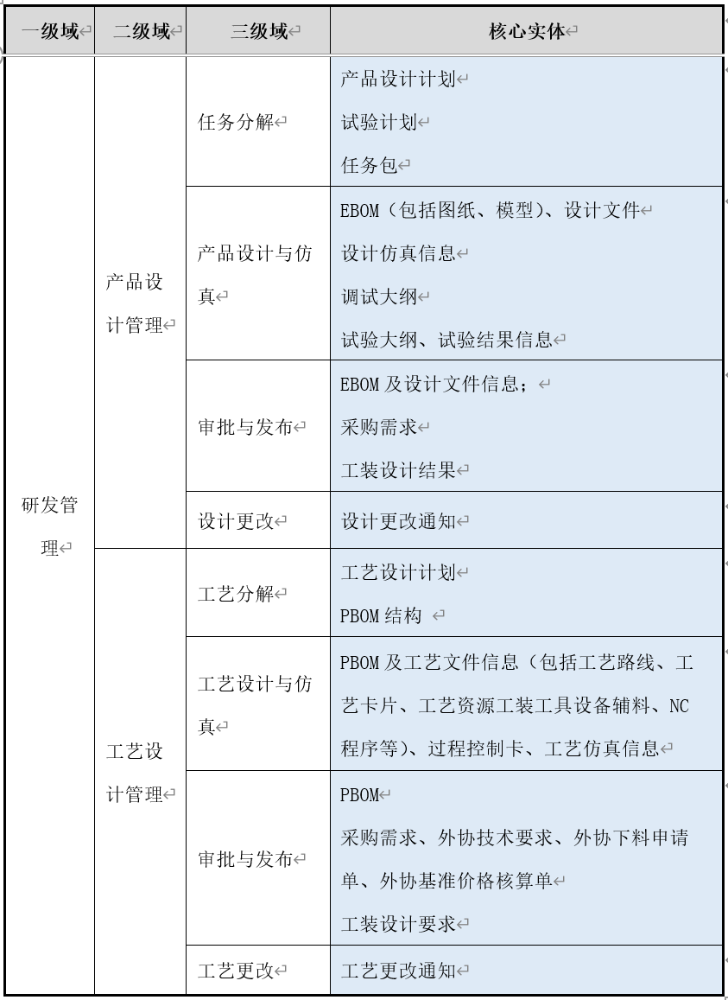 一级域
二级域
三级域
核心实体
研发管
理
产品设
计管理
任务分解
产品设计计划
试验计划
任务包
产品设计与仿
真
EBOM（包括图纸、模型）、设计文件
设计仿真信息
调试大纲
试验大纲、试验结果信息
审批与发布
EBOM 及设计文件信息；
采购需求
工装设计结果
设计更改
设计更改通知
工艺设
计管理
工艺分解
工艺设计计划
PBOM 结构
工艺设计与仿
真
PBOM 及工艺文件信息（包括工艺路线、工
艺卡片、工艺资源工装工具设备辅料、NC
程序等）、过程控制卡、工艺仿真信息
审批与发布
PBOM
采购需求、外协技术要求、外协下料申请
单、外协基准价格核算单
工装设计要求
工艺更改
工艺更改通知